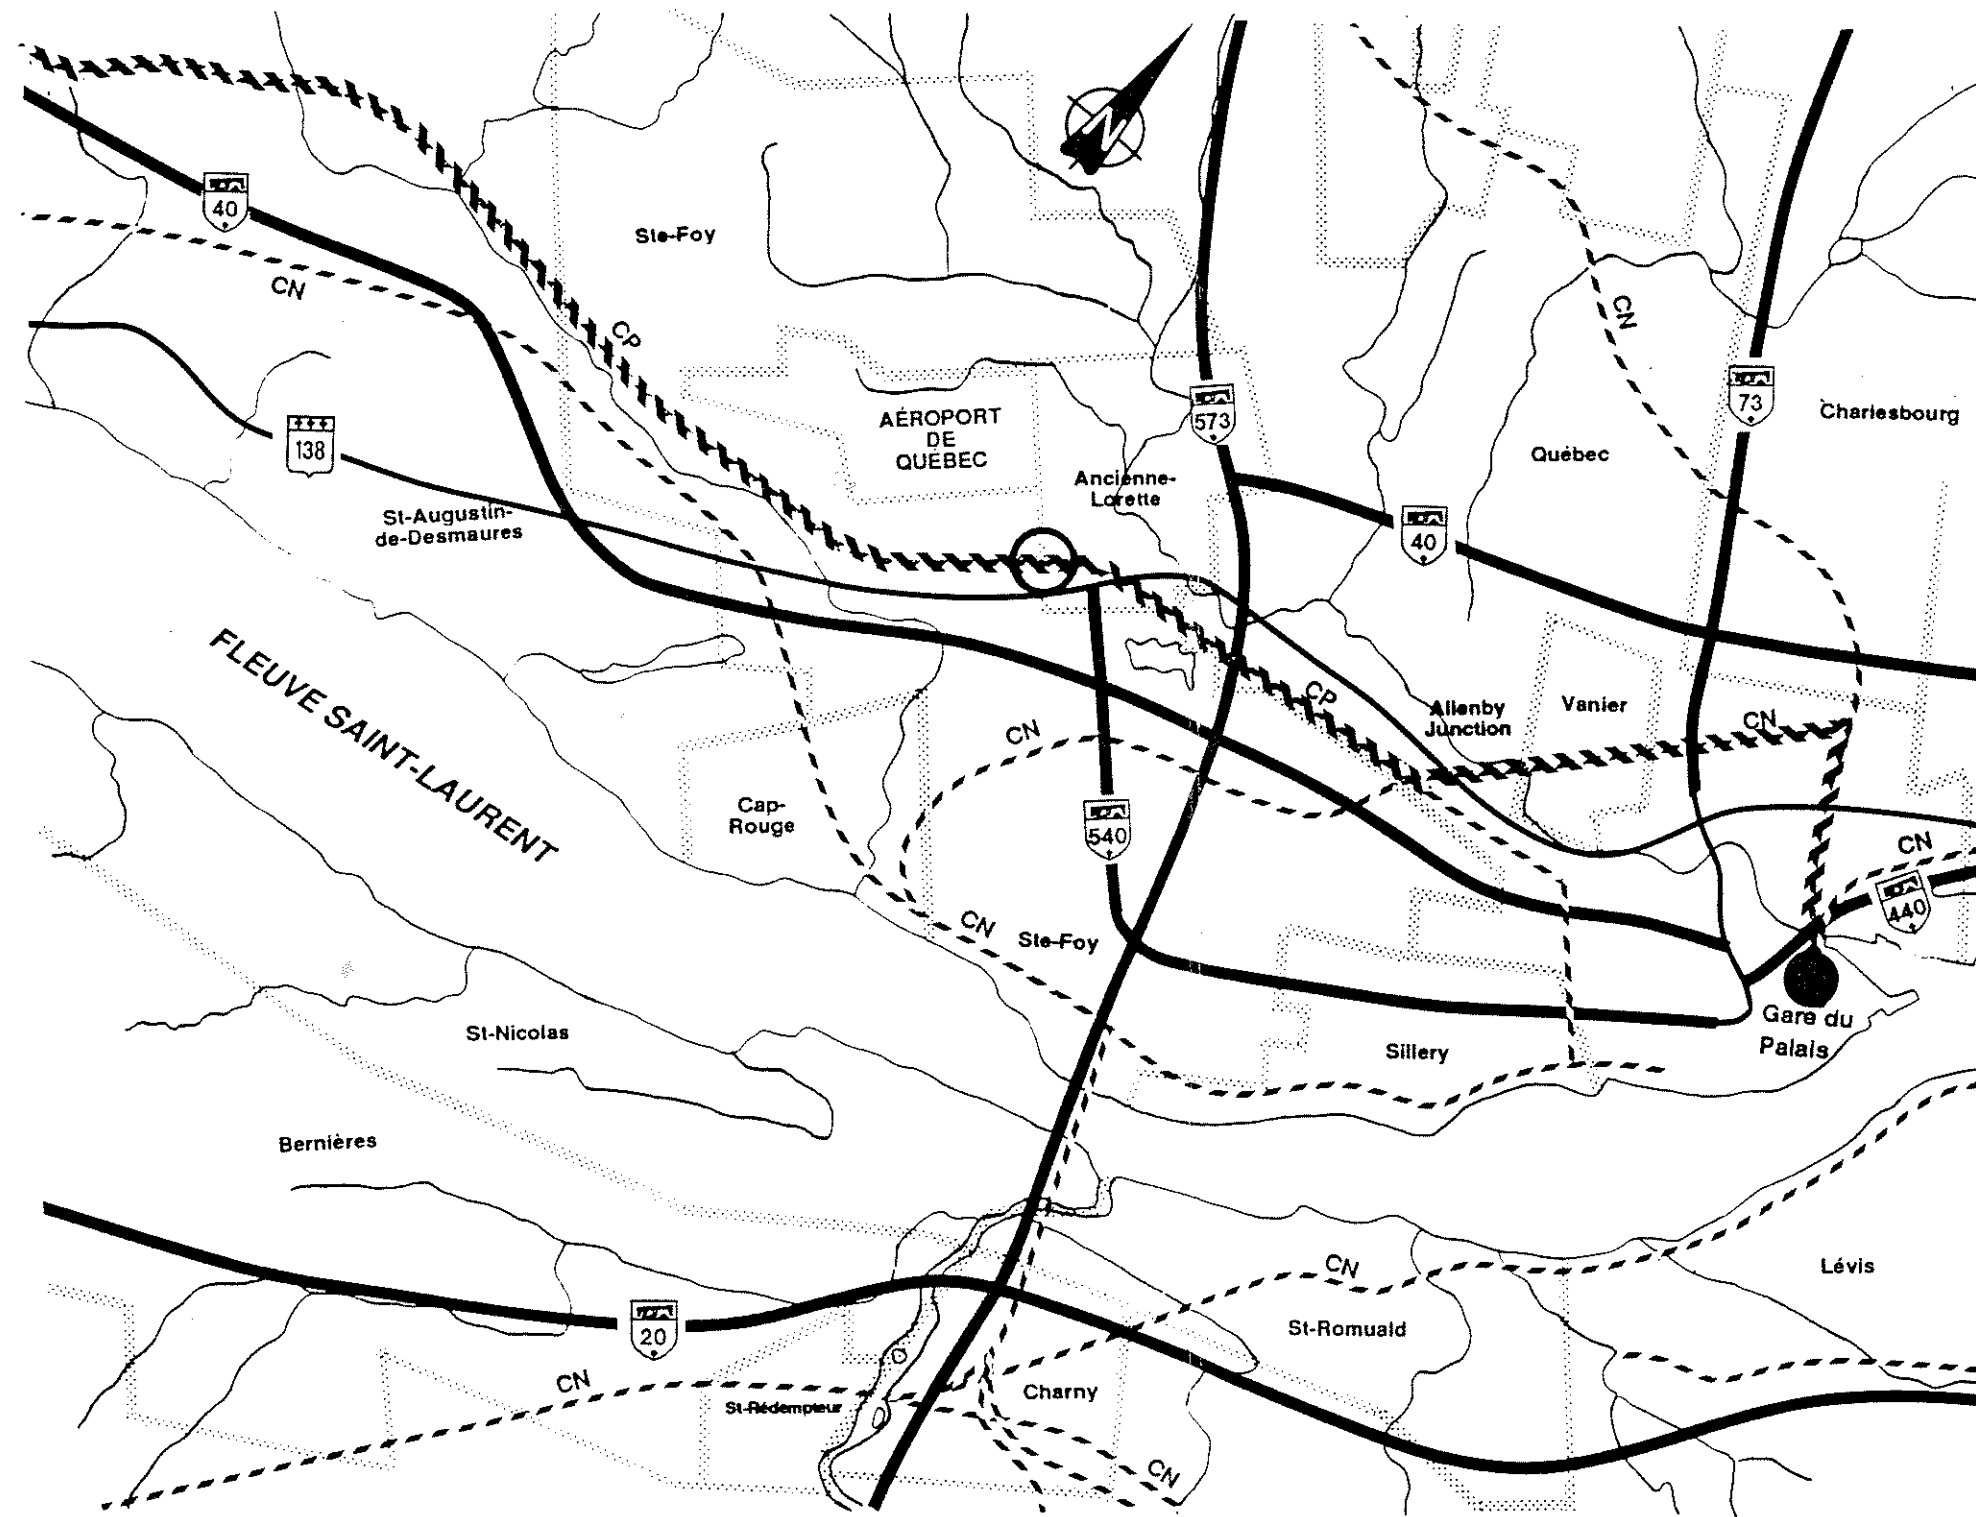 N
40
Ste-Foy
CN
CN
CP
573
73
Charlesbourg
138
AÉROPORT
DE
QUÉBEC
Québec
Ancienne-
Lorette
St-Augustin-
de-Desmaures
40
FLEUVE SAINT-LAURENT
CP
Allenby
Junction
Vanier
CN
CN
Cap-
Rouge
540
CN
440
CN
Ste-Foy
Gare du
Palais
St-Nicolas
Sillery
Bernières
CN
Lévis
20
St-Romuald
CN
St-Rédempteur
Charny
CN